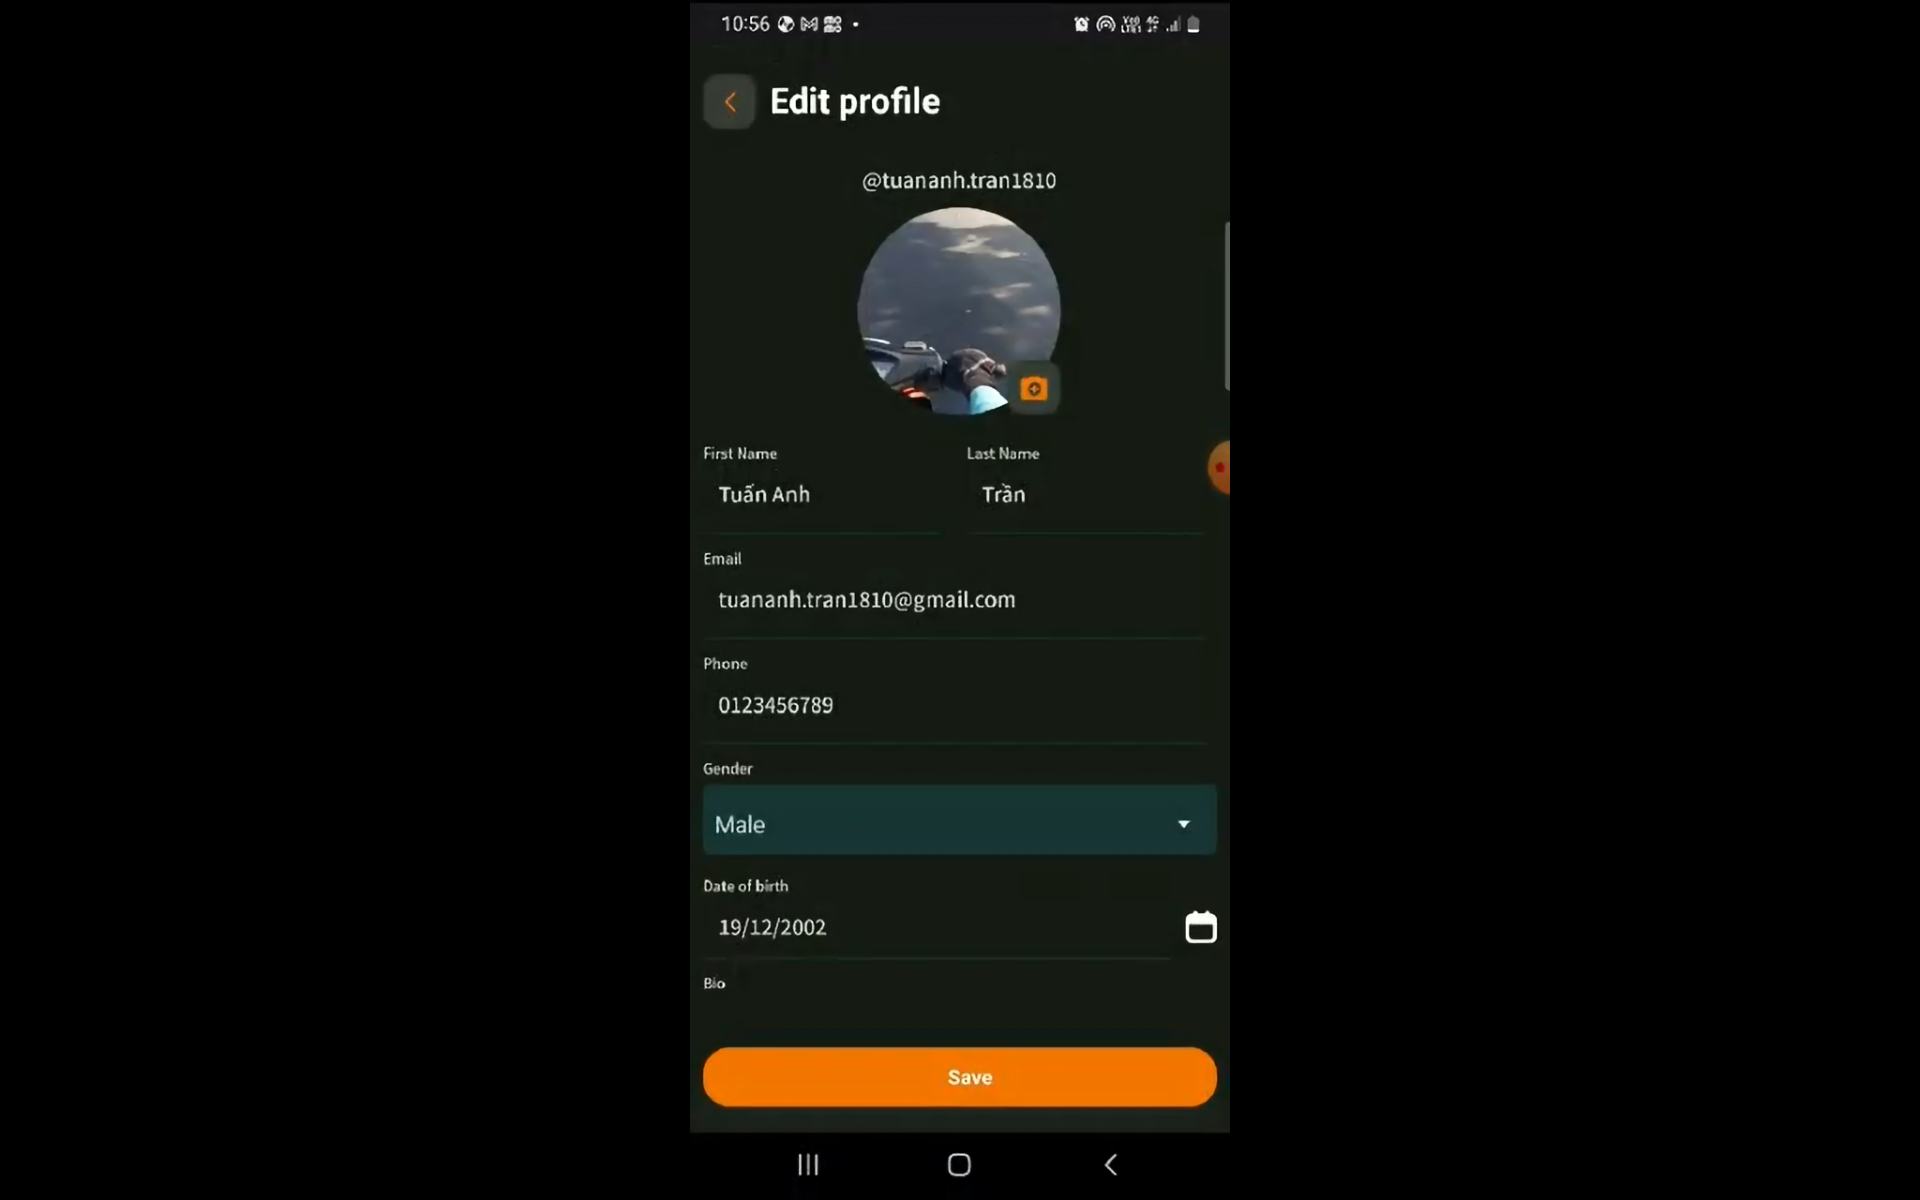 10:56
Edit profile
@tuananh.tran1810
First Name
Last Name
Tuấn Anh
Trần
Email
tuananh.tran1810@gmail.com
Phone
0123456789
Gender
Male
Date of birth
19/12/2002
Bio
Save